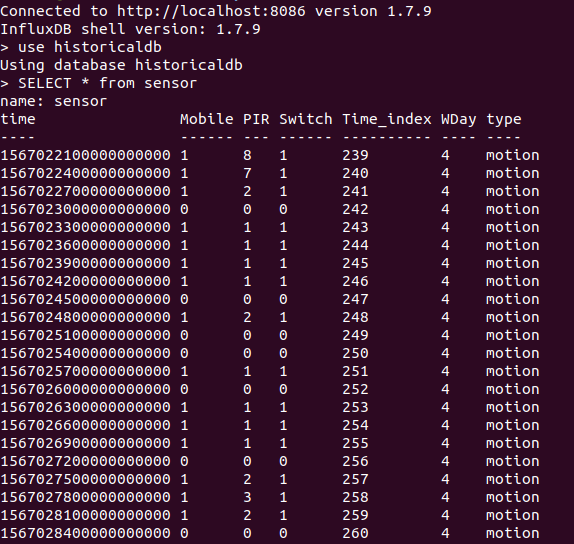 Connected to http://localhost:8086 version 1.7.9
InfluxDB shell version: 1.7.9
> use historicaldb
Using database historicaldb
> SELECT * from sensor
name: sensor
time Mobile PIR Switch Time_index WDay type
---- ------ --- ------ ---------- ---- ----
1567022100000000000 1 8 1 239 4 motion
1567022400000000000 1 7 1 240 4 motion
1567022700000000000 1 2 1 241 4 motion
1567023000000000000 0 0 0 242 4 motion
1567023300000000000 1 1 1 243 4 motion
1567023600000000000 1 1 1 244 4 motion
1567023900000000000 1 1 1 245 4 motion
1567024200000000000 1 1 1 246 4 motion
1567024500000000000 0 0 0 247 4 motion
1567024800000000000 1 2 1 248 4 motion
1567025100000000000 0 0 0 249 4 motion
1567025400000000000 0 0 0 250 4 motion
1567025700000000000 1 1 1 251 4 motion
1567026000000000000 0 0 0 252 4 motion
1567026300000000000 1 1 1 253 4 motion
1567026600000000000 1 1 1 254 4 motion
1567026900000000000 1 1 1 255 4 motion
1567027200000000000 0 0 0 256 4 motion
1567027500000000000 1 2 1 257 4 motion
1567027800000000000 1 3 1 258 4 motion
1567028100000000000 1 2 1 259 4 motion
1567028400000000000 0 0 0 260 4 motion